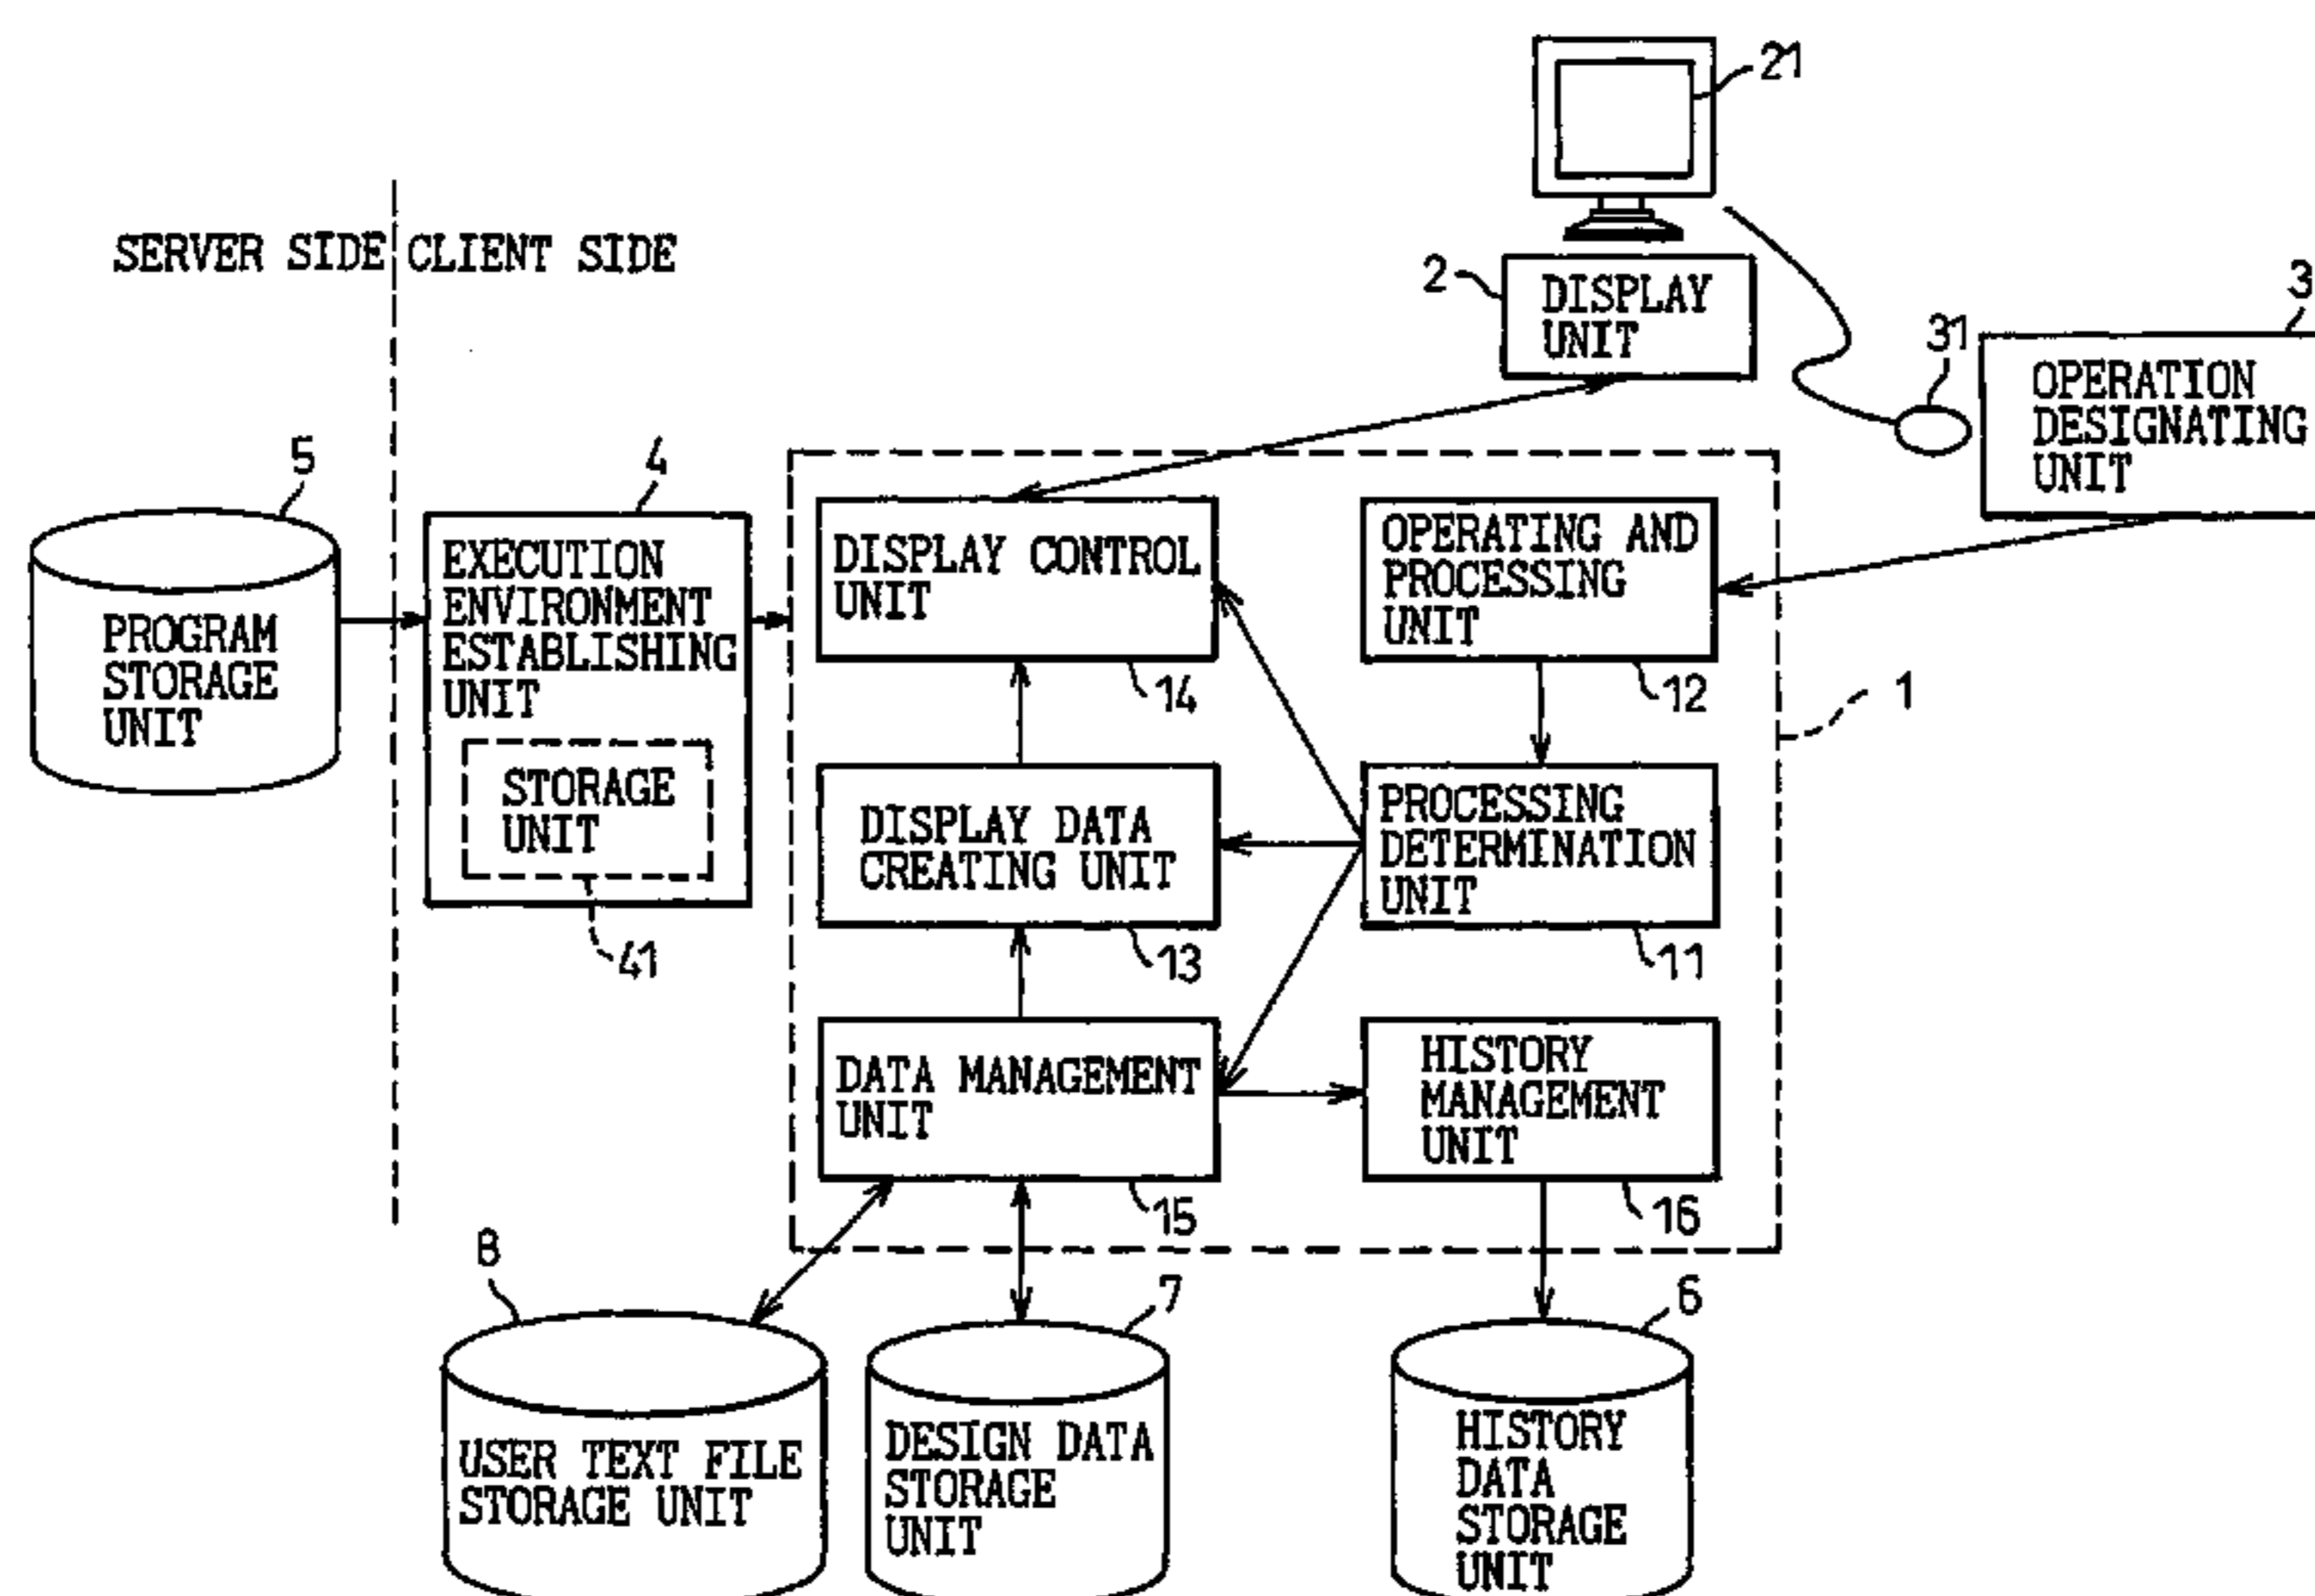 21
SERVER SIDE
CLIENT SIDE
2
DISPLAY
UNIT
3
31
OPERATION
DESIGNATING
UNIT
5
4
PROGRAM
STORAGE
UNIT
EXECUTION
ENVIRONMENT
ESTABLISHING
UNIT
STORAGE
UNIT
41
DISPLAY CONTROL
UNIT
14
OPERATING AND
PROCESSING
UNIT
12
1
DISPLAY DATA
CREATING UNIT
13
PROCESSING
DETERMINATION
UNIT
11
DATA MANAGEMENT
UNIT
15
HISTORY
MANAGEMENT
UNIT
16
8
USER TEXT FILE
STORAGE UNIT
7
DESIGN DATA
STORAGE
UNIT
6
HISTORY
DATA
STORAGE
UNIT